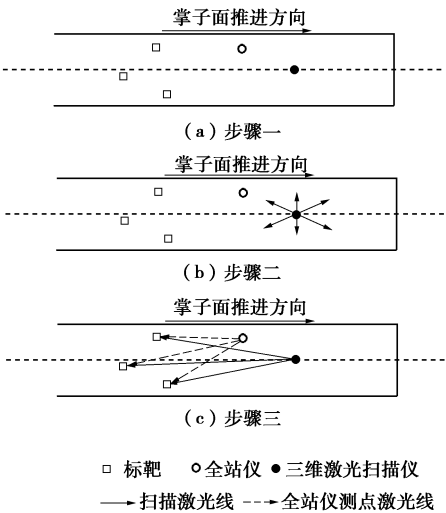 掌子面推进方向
（a）步骤一
掌子面推进方向
（b）步骤二
掌子面推进方向
（c）步骤三
标靶 全站仪 三维激光扫描仪
扫描激光线 全站仪测点激光线